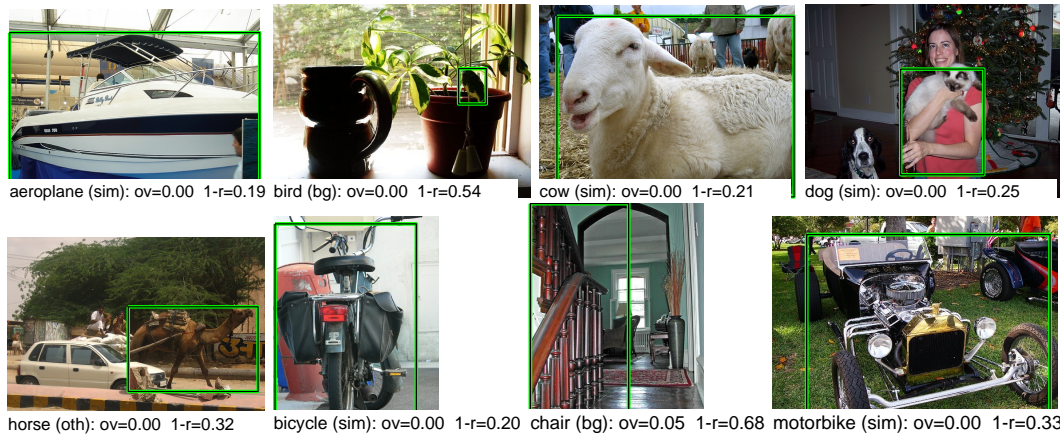 aeroplane (sim): ov=0.00 1-r=0.19
bird (bg): ov=0.00 1-r=0.54
cow (sim): ov=0.00 1-r=0.21
dog (sim): ov=0.00 1-r=0.25
horse (oth): ov=0.00 1-r=0.32
bicycle (sim): ov=0.00 1-r=0.20
chair (bg): ov=0.05 1-r=0.68
motorbike (sim): ov=0.00 1-r=0.33